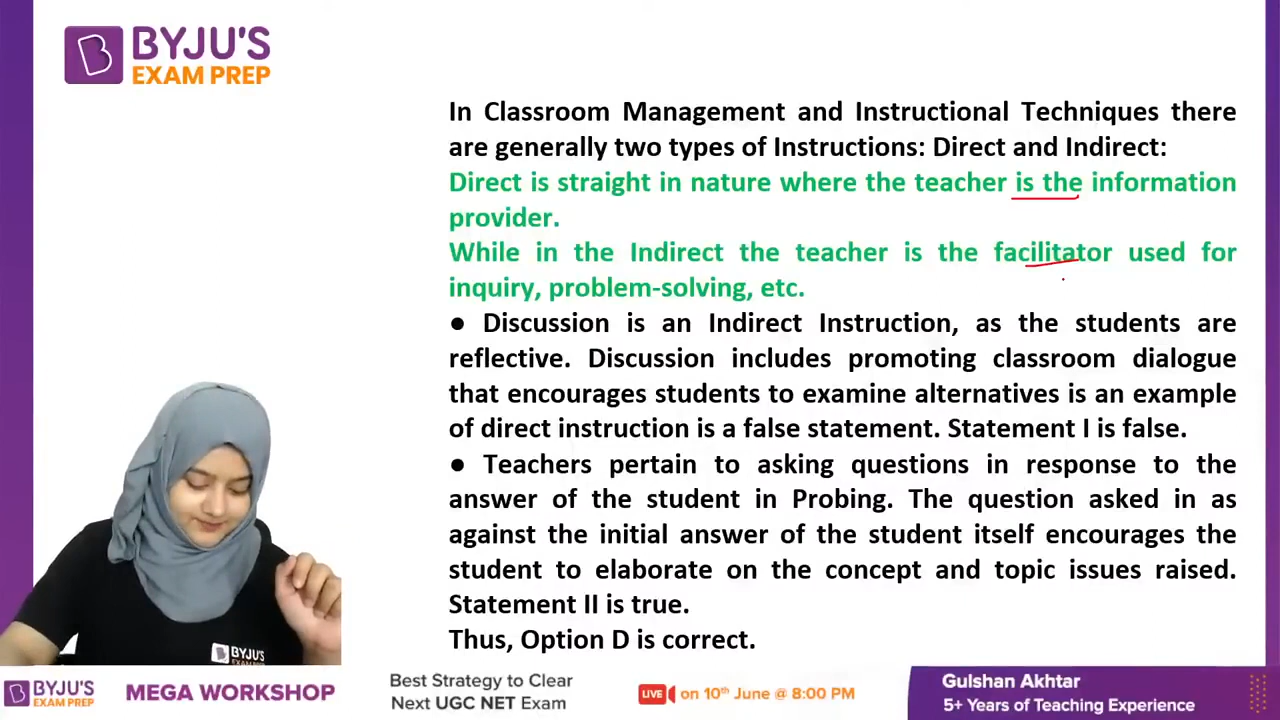 BYJU'S
EXAM PREP
In Classroom Management and Instructional Techniques there
are generally two types of Instructions: Direct and Indirect:
Direct is straight in nature where the teacher is the information
provider.
While in the Indirect the teacher is the facilitator used for
inquiry, problem-solving, etc.
● Discussion is an Indirect Instruction, as the students are
reflective. Discussion includes promoting classroom dialogue
that encourages students to examine alternatives is an example
of direct instruction is a false statement. Statement I is false.
● Teachers pertain to asking questions in response to the
answer of the student in Probing. The question asked in as
against the initial answer of the student itself encourages the
student to elaborate on the concept and topic issues raised.
Statement II is true.
Thus, Option D is correct.
BYJU'S
EXAM PREP
BYJU'S
EXAM PREP
MEGA WORKSHOP
Best Strategy to Clear
Next UGC NET Exam
LIVE on 10th June @ 8:00 PM
Gulshan Akhtar
5+ Years of Teaching Experience